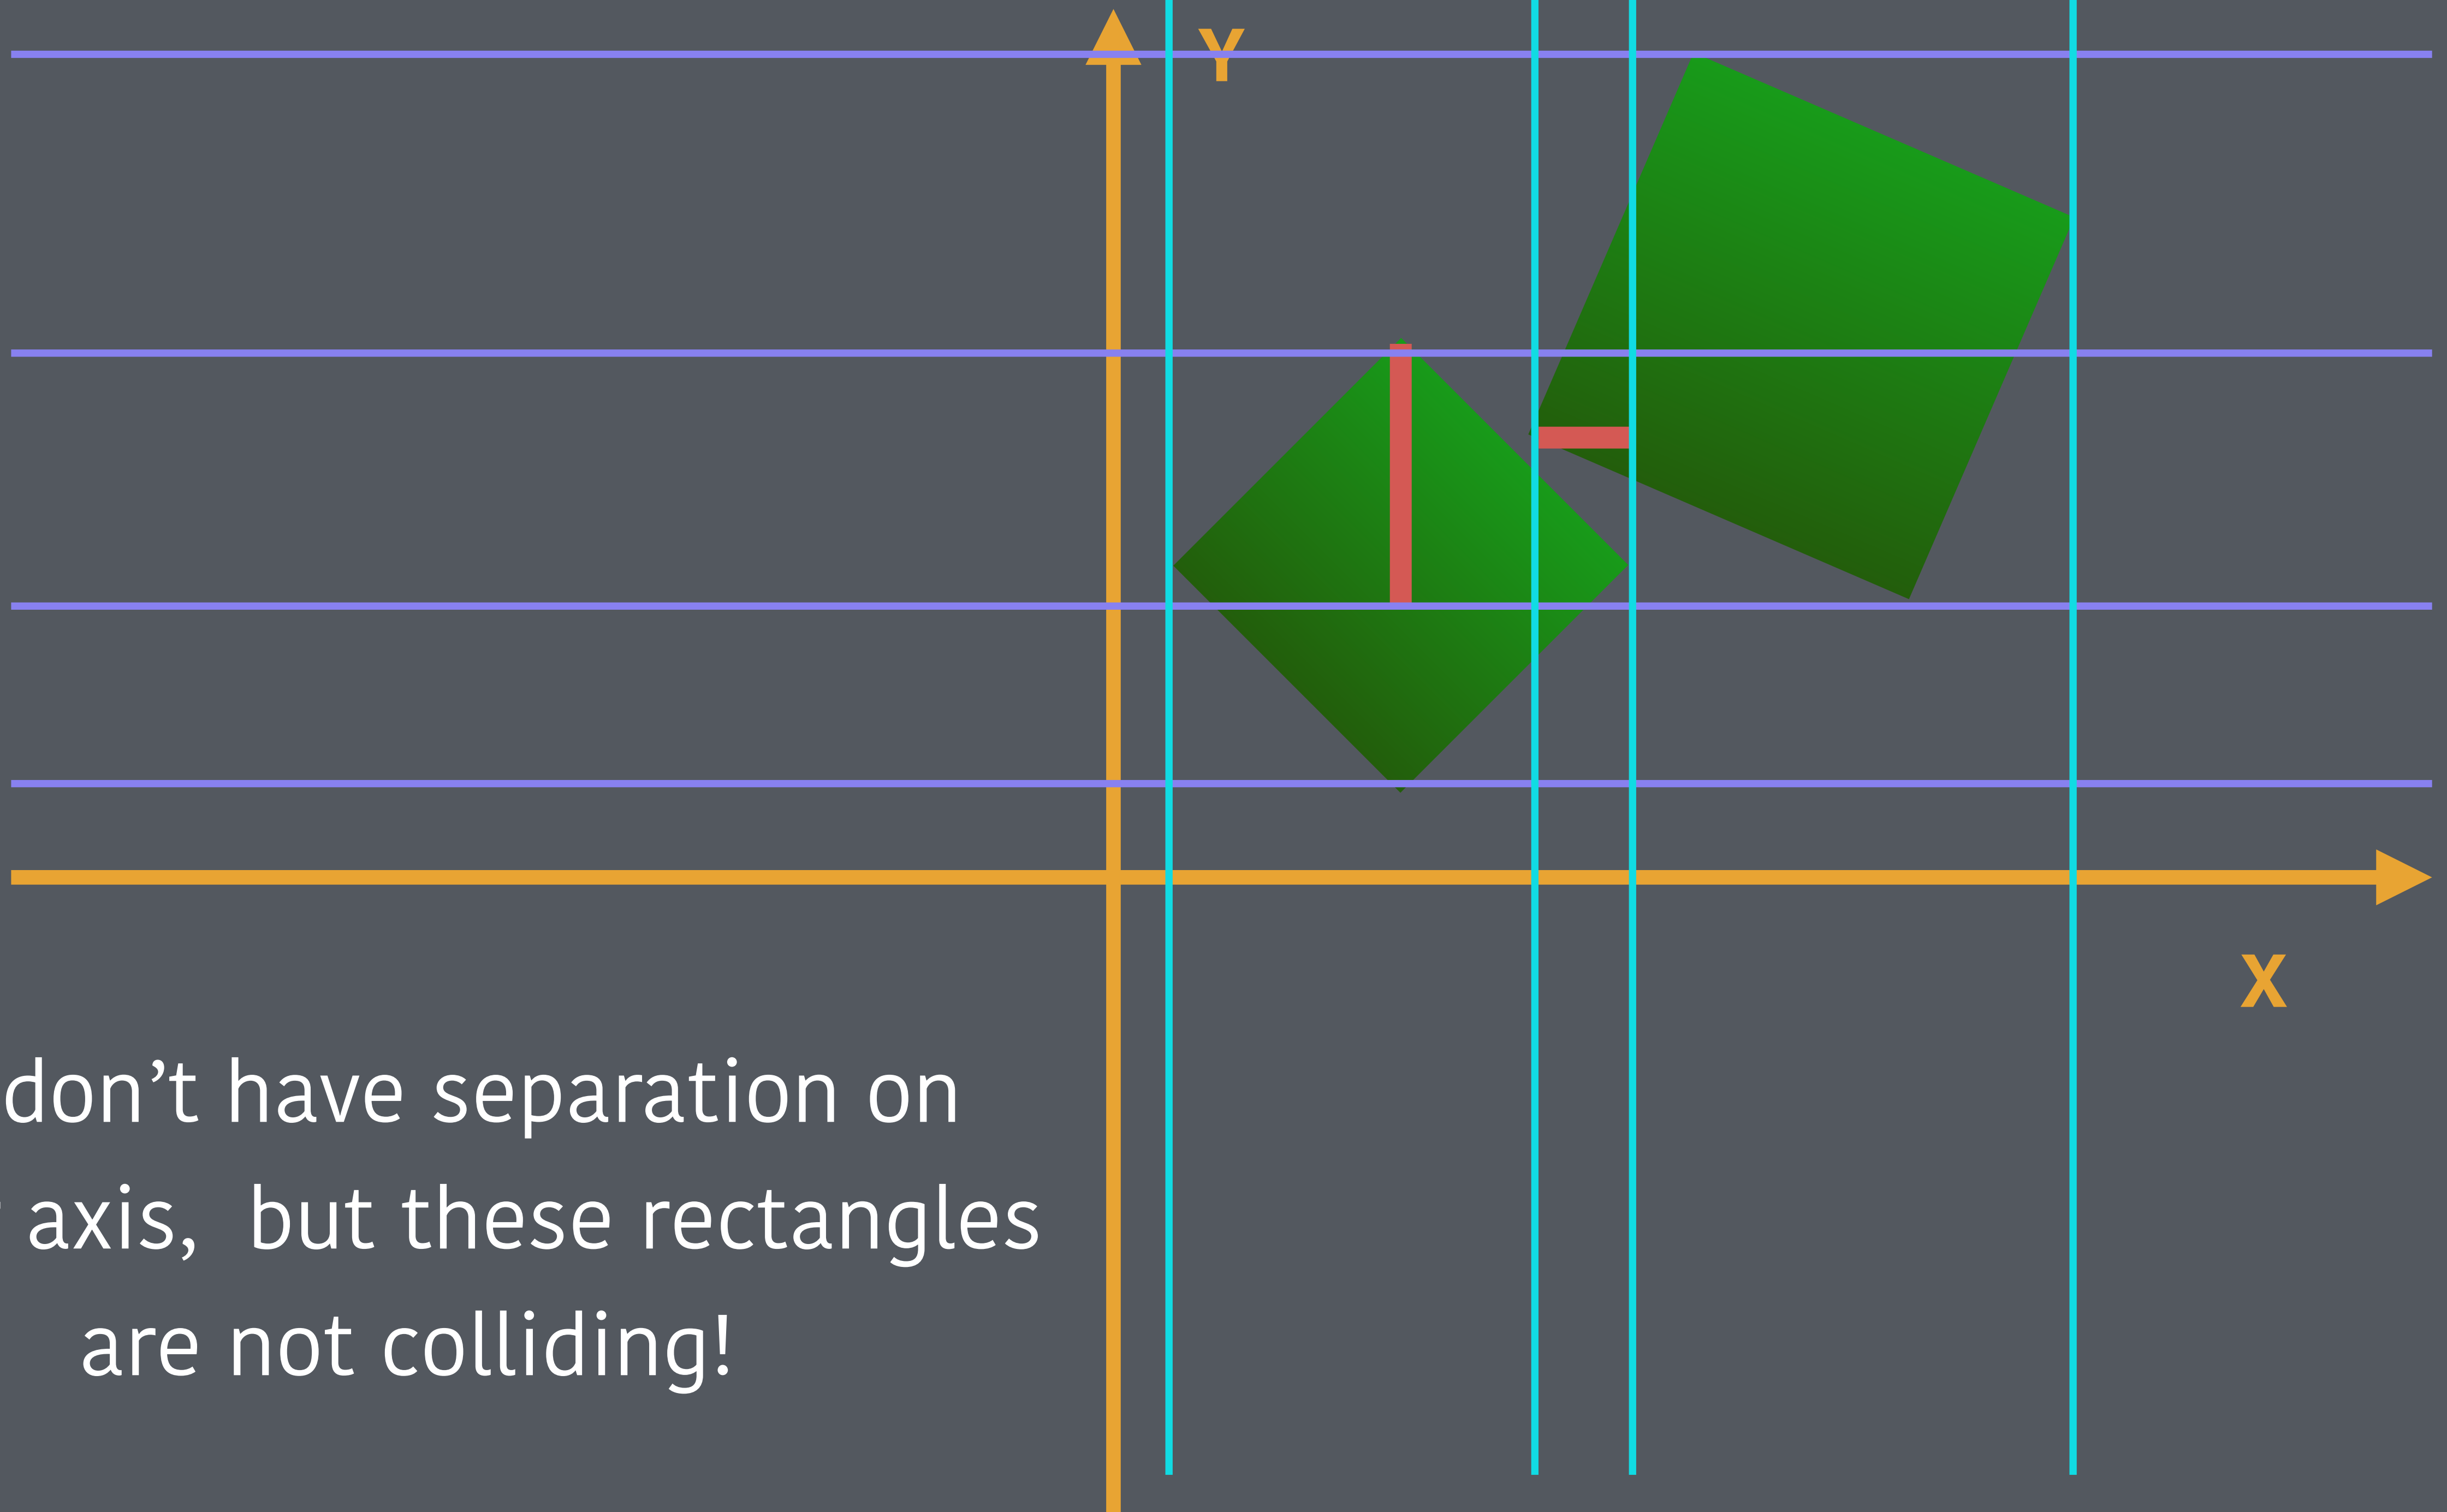 Y
X
don’t have separation on
axis, but these rectangles
are not colliding!